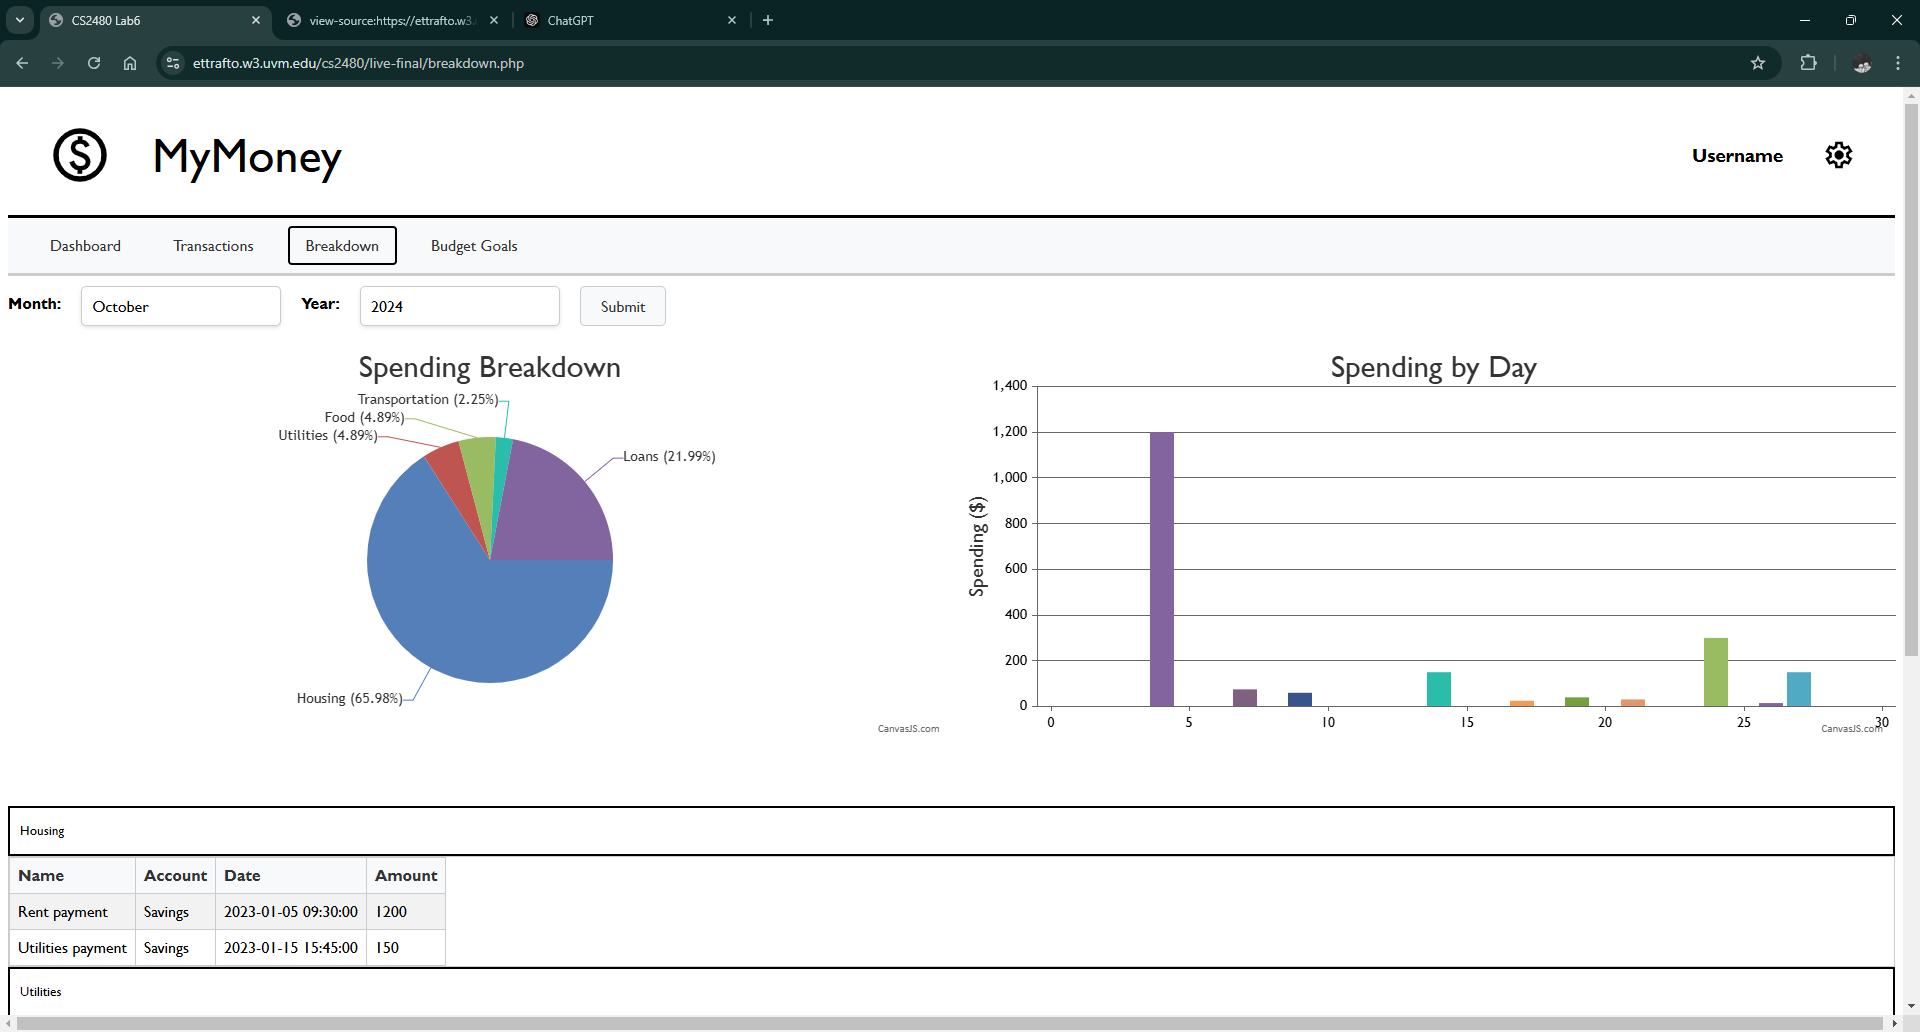 CS2480 Lab6
view-source:https://ettrafto.w3.
ChatGPT
ettrafto.w3.uvm.edu/cs2480/live-final/breakdown.php
MyMoney
Username
Dashboard Transactions Breakdown Budget Goals
Month: October Year: 2024 Submit
Spending Breakdown
Transportation (2.25%)
Food (4.89%)
Utilities (4.89%)
Loans (21.99%)
Housing (65.98%)
CanvasJS.com
Spending by Day
Spending ($)
1,400
1,200
1,000
800
600
400
200
0
0 5 10 15 20 25 30
CanvasJS.com
Housing
Name Account Date Amount
Rent payment Savings 2023-01-05 09:30:00 1200
Utilities payment Savings 2023-01-15 15:45:00 150
Utilities